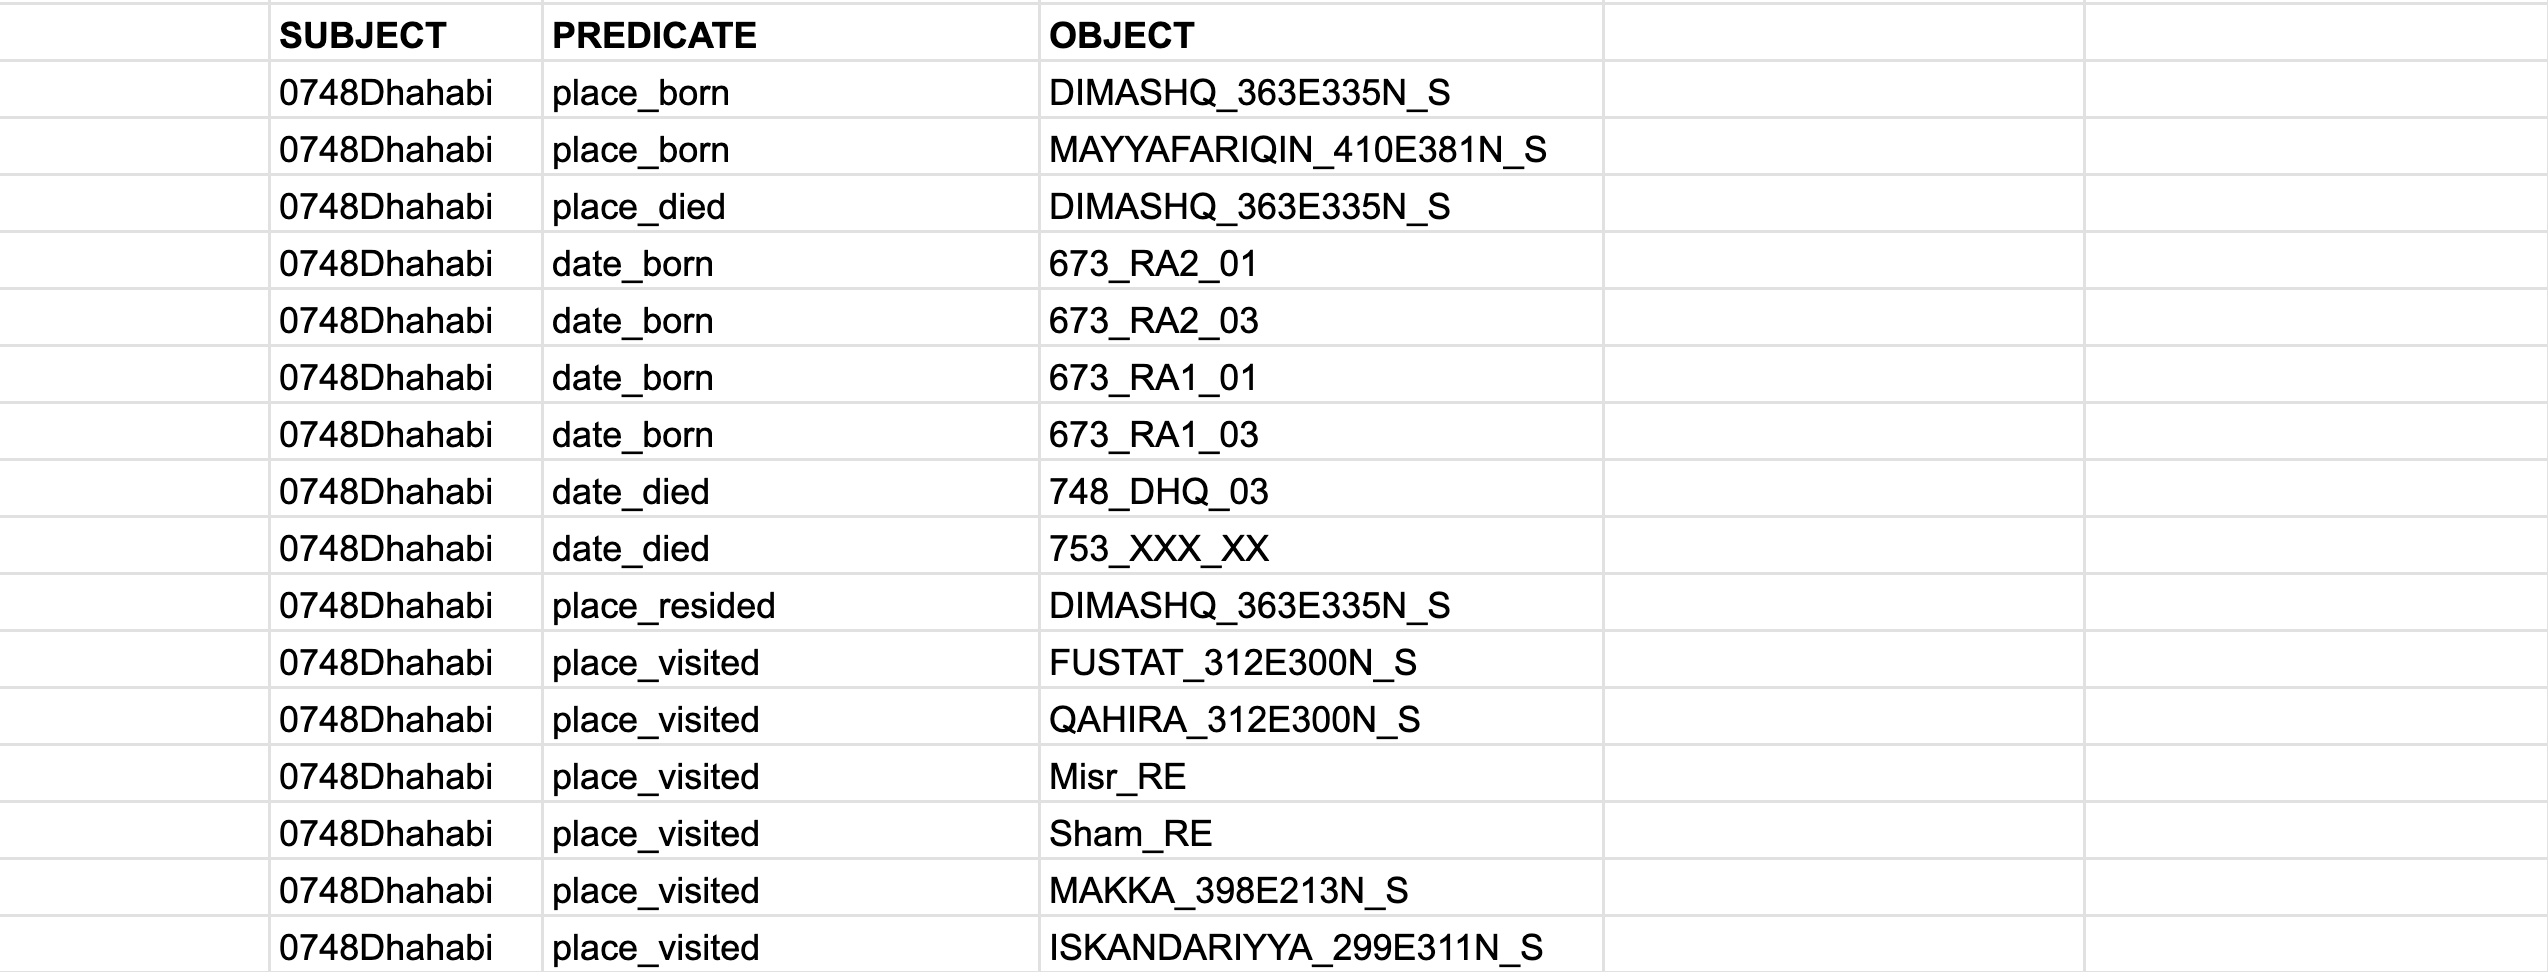 SUBJECT PREDICATE OBJECT
0748Dhahabi place_born DIMASHQ_363E335N_S
0748Dhahabi place_born MAYYAFARIQIN_410E381N_S
0748Dhahabi place_died DIMASHQ_363E335N_S
0748Dhahabi date_born 673_RA2_01
0748Dhahabi date_born 673_RA2_03
0748Dhahabi date_born 673_RA1_01
0748Dhahabi date_born 673_RA1_03
0748Dhahabi date_died 748_DHQ_03
0748Dhahabi date_died 753_XXX_XX
0748Dhahabi place_resided DIMASHQ_363E335N_S
0748Dhahabi place_visited FUSTAT_312E300N_S
0748Dhahabi place_visited QAHIRA_312E300N_S
0748Dhahabi place_visited Misr_RE
0748Dhahabi place_visited Sham_RE
0748Dhahabi place_visited MAKKA_398E213N_S
0748Dhahabi place_visited ISKANDARIYYA_299E311N_S